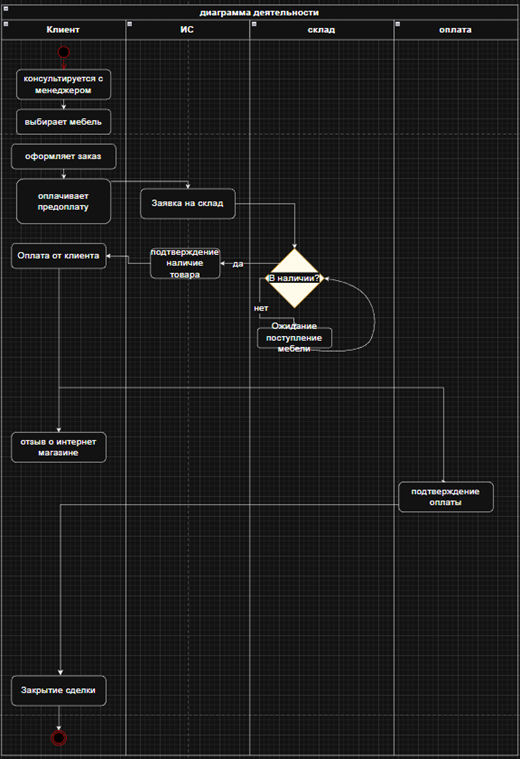 диаграмма деятельности
Клиент
ИС
склад
оплата
консультируется с
менеджером
выбирает мебель
оформляет заказ
оплачивает
предоплату
Заявка на склад
Оплата от клиента
подтверждение
наличие
товара
да
В наличии?
нет
Ожидание
поступление
мебели
отзыв о интернет
магазине
подтверждение
оплаты
Закрытие сделки